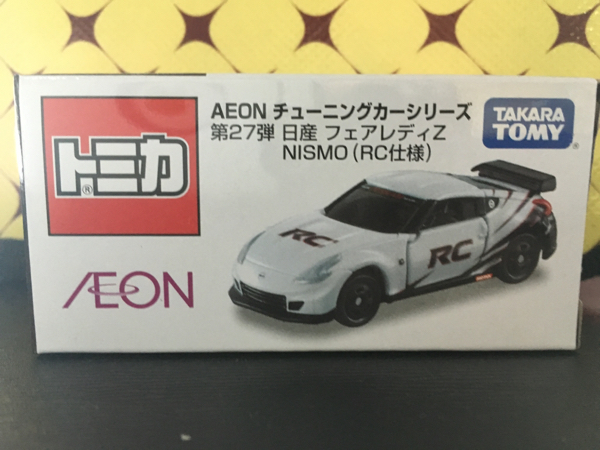 トミカ
®
AEON チューニングカーシリーズ
第27弾 日産 フェアレディZ
NISMO(RC仕様)
TAKARA
TOMY
®
RC
RC
AEON